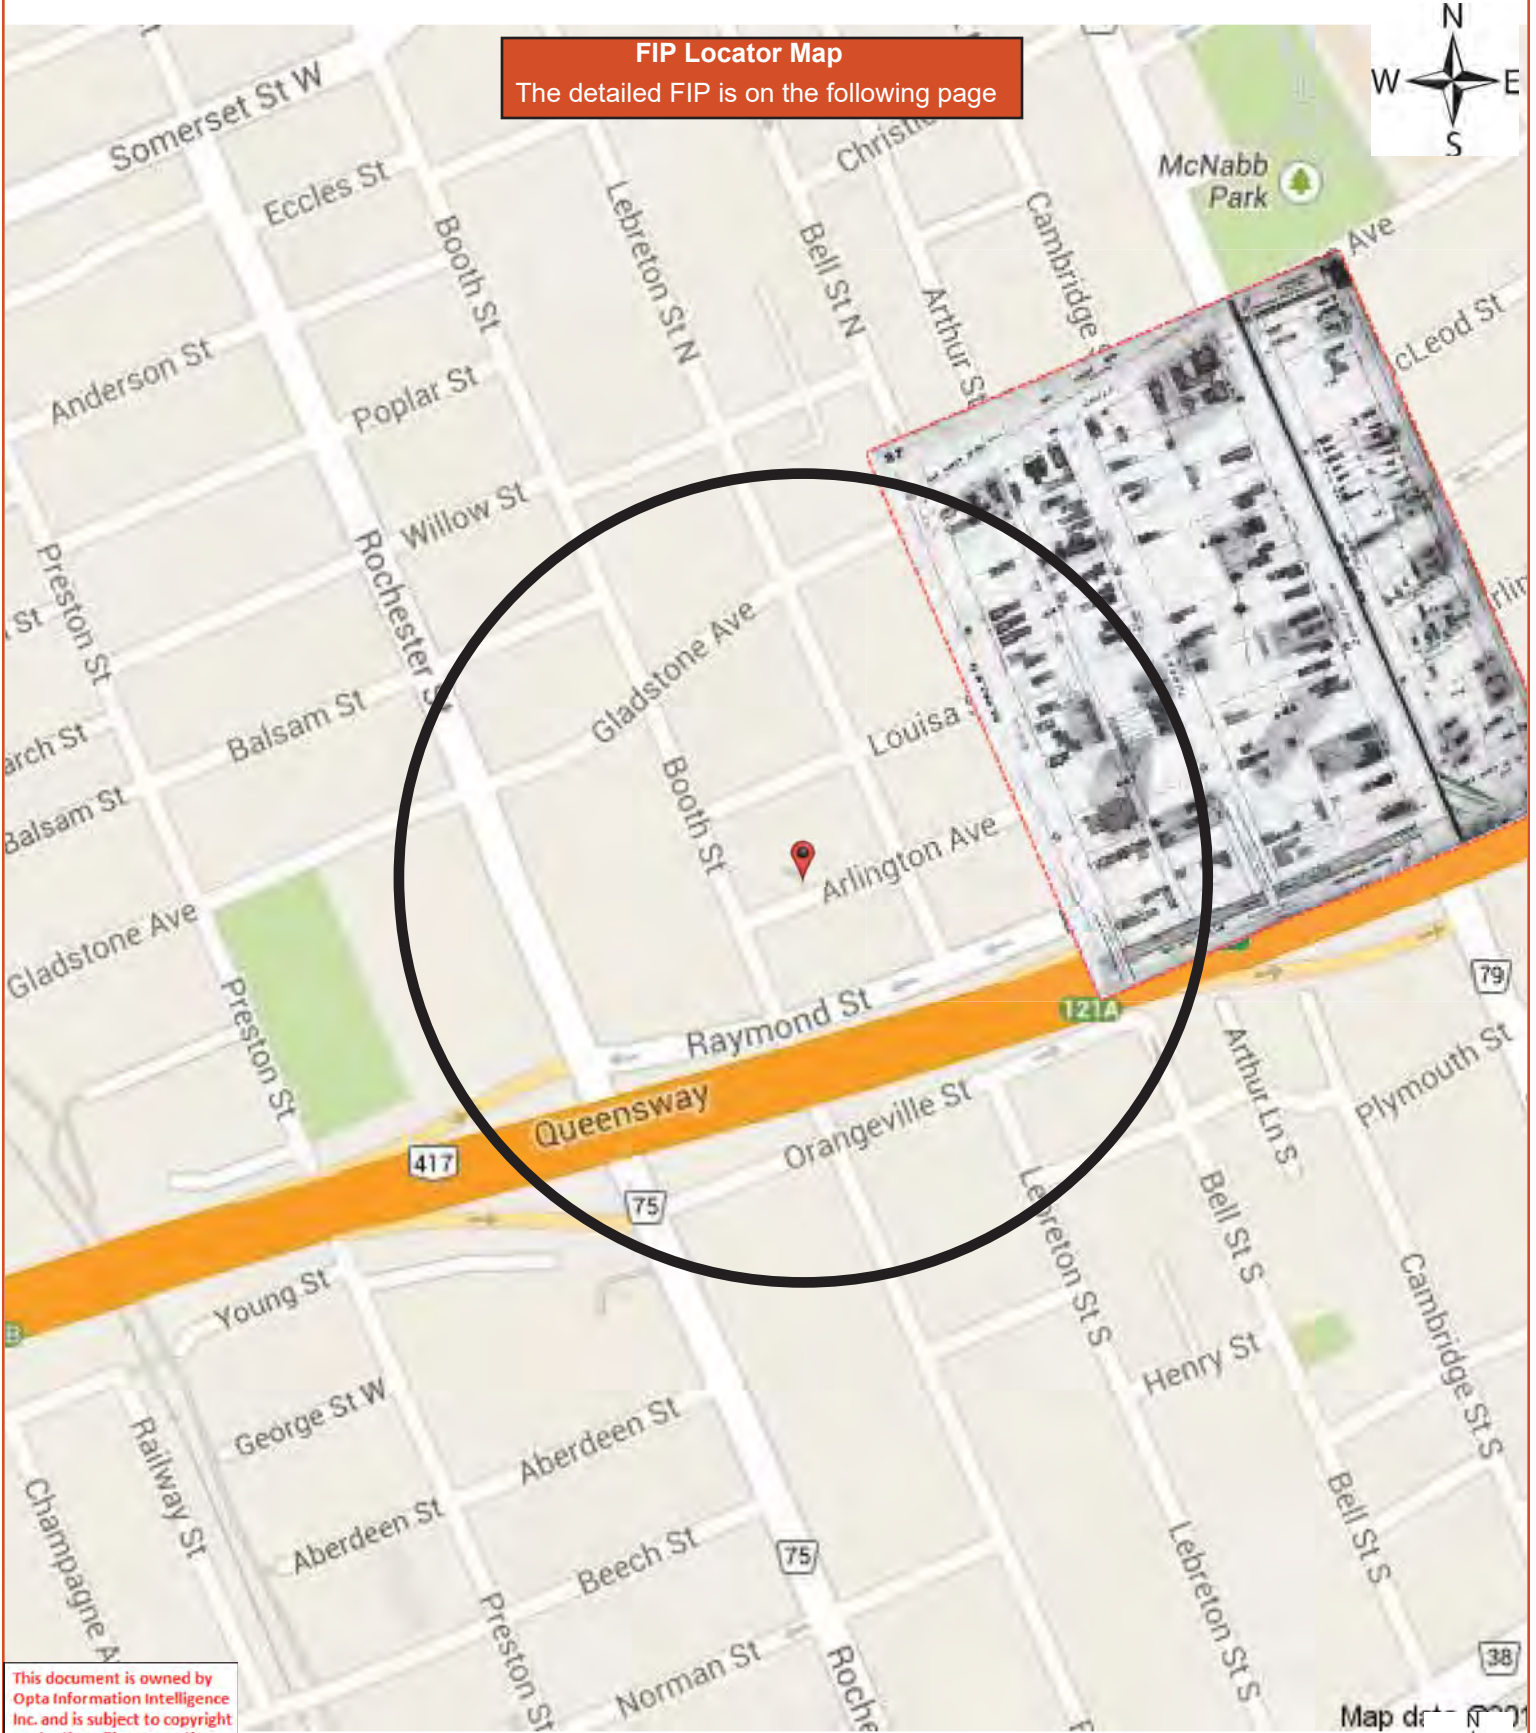 N
W E
S
FIP Locator Map
The detailed FIP is on the following page
Somerset St W
Eccles St
Booth St
Lebreton St N
Bell St N
Arthur St
Cambridge
McNabb
Park
Ave
Anderson St
Poplar St
Willow St
Preston St
Rochester
St
Balsam St
Balsam St
Gladstone Ave
Louisa
Booth St
Arlington Ave
Gladstone Ave
Preston St
Raymond St
121A
79
Queensway
417
Orangeville St
75
Arthur Ln S
Plymouth St
Lebreton St S
Bell St S
Cambridge St S
Young St
Henry St
George St W
Railway St
Aberdeen St
Aberdeen St
Champagne
Beech St
75
Bell St S
Lebreton St S
Preston St
Norman St
38
This document is owned by
Opta Information Intelligence
Inc. and is subject to copyright
Map